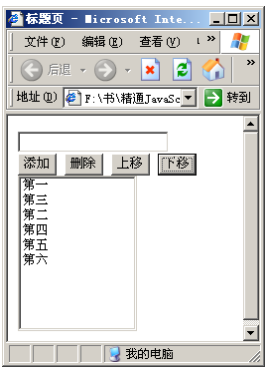 标题页 - Microsoft Inte...
文件(F) 编辑(E) 查看(V) »
后退 »
地址(D) F:\书\精通JavaSc 转到
添加 删除 上移 下移
第一
第三
第二
第四
第五
第六
我的电脑